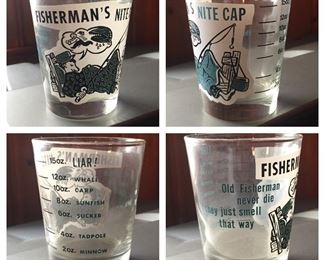 FISHERMAN'S NITE
'S NITE CAP
15oz. LIAR!
12oz. WHALE
10oz. CARP
8oz. SUNFISH
6oz. SUCKER
4oz. TADPOLE
2oz. MINNOW
FISHERM
Old Fisherman
never die
they just smell
that way